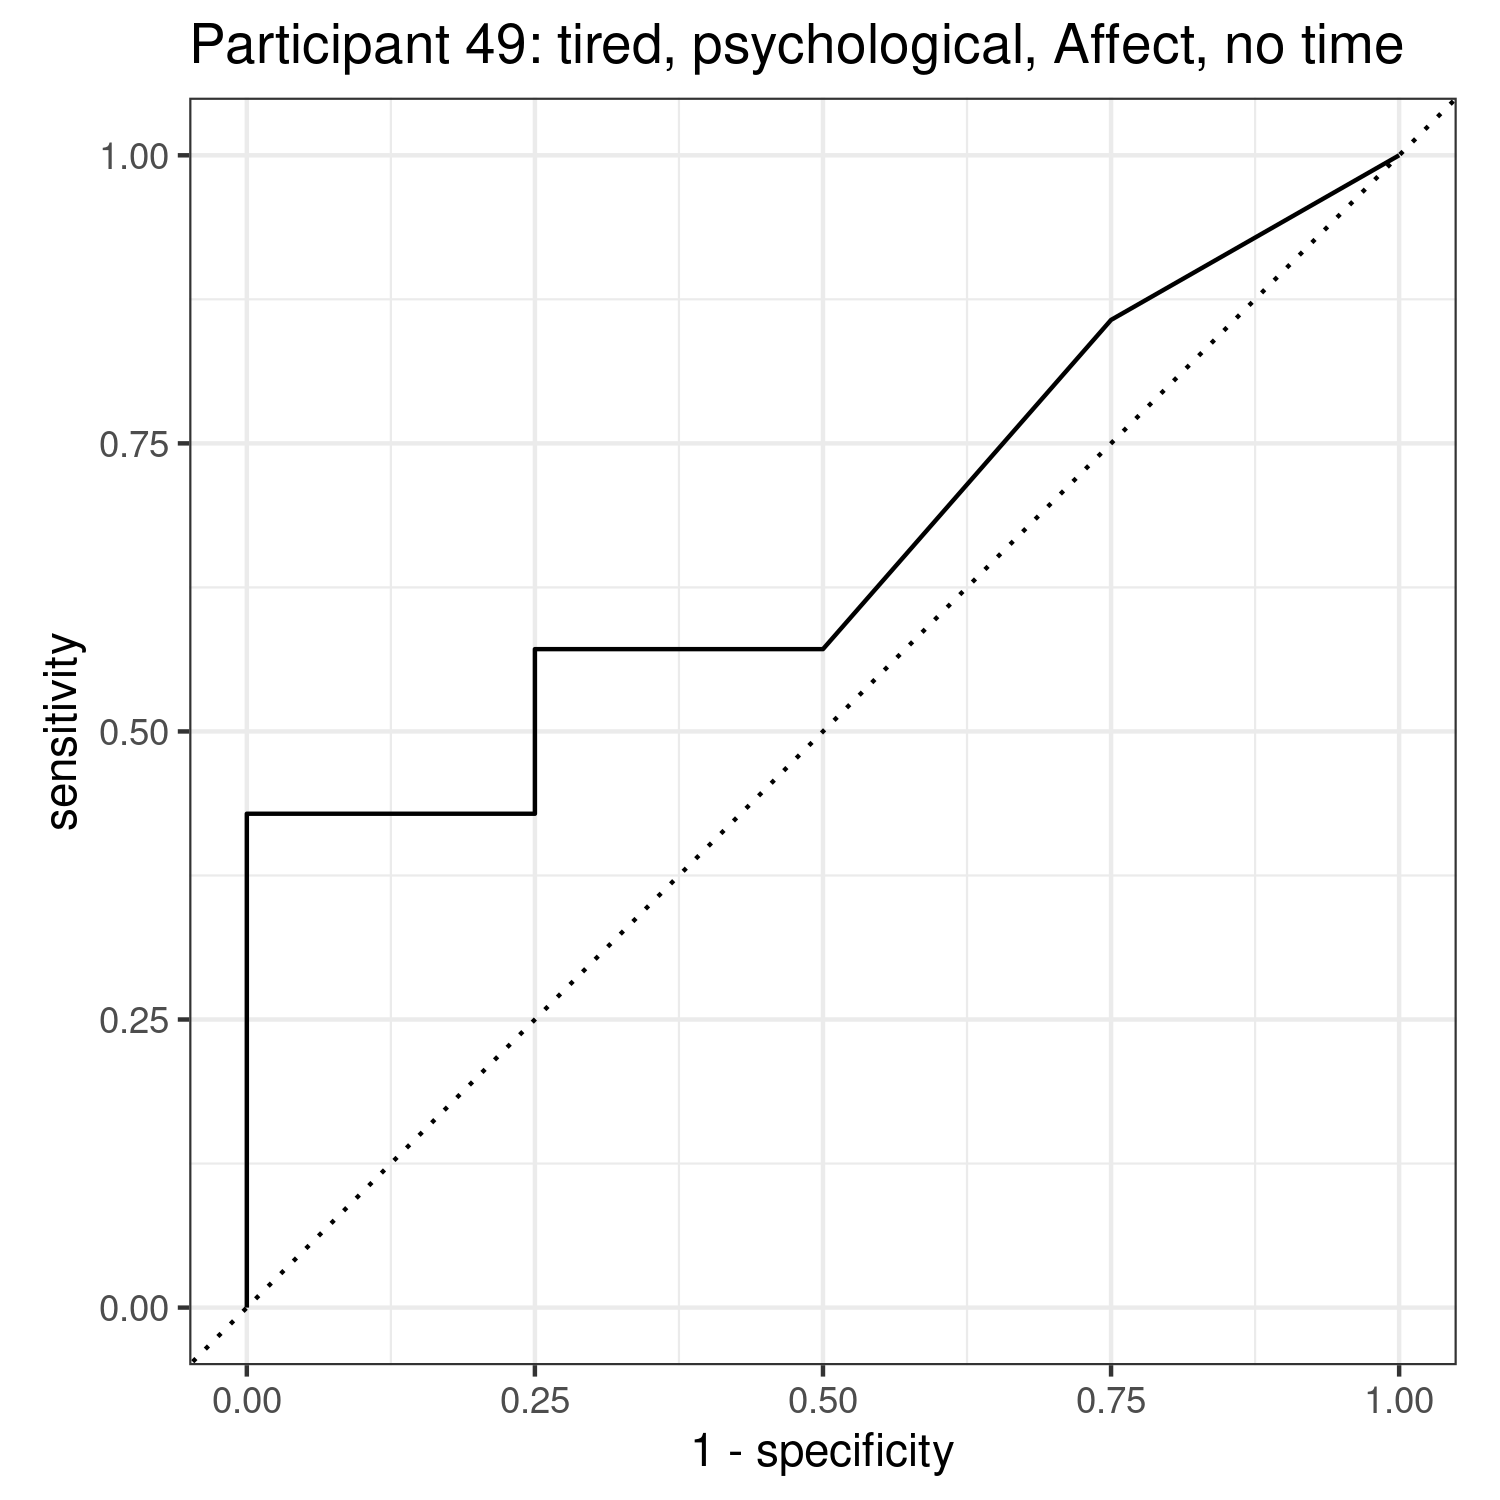 Participant 49: tired, psychological, Affect, no time
1.00
0.75
0.50
0.25
0.00
sensitivity
0.00 0.25 0.50 0.75 1.00
1 - specificity